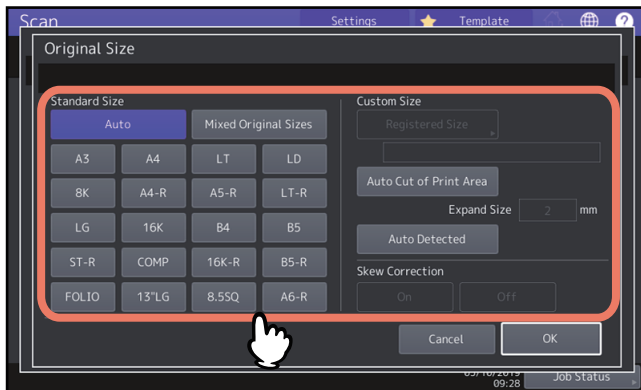 Scan
Settings
Template
?
Original Size
Standard Size
Auto
Mixed Original Sizes
A3
A4
LT
LD
8K
A4-R
A5-R
LT-R
LG
16K
B4
B5
ST-R
COMP
16K-R
B5-R
FOLIO
13"LG
8.5SQ
A6-R
Custom Size
Registered Size
Auto Cut of Print Area
Expand Size
2
mm
Auto Detected
Skew Correction
On
Off
Cancel
OK
09:28
Job Status